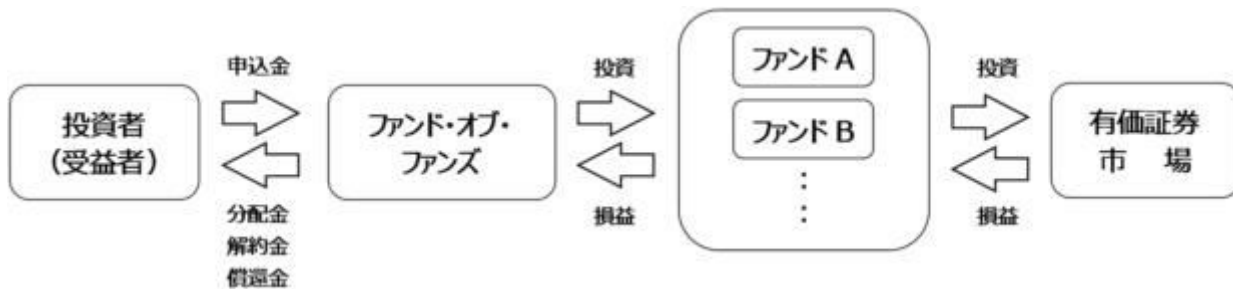 投資者
（受益者）
申込金
分配金
解約金
償還金
ファンド・オブ・
ファンズ
投資
損益
ファンド A
ファンド B
⋮
投資
損益
有価証券
市　場